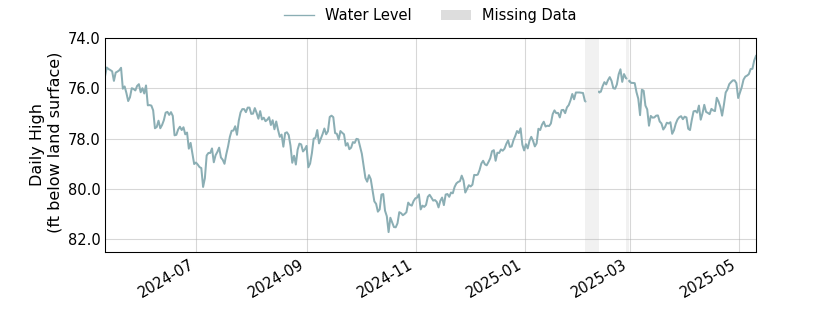 Water Level
Missing Data
Daily High
(ft below land surface)
74.0
76.0
78.0
80.0
82.0
2024-07
2024-09
2024-11
2025-01
2025-03
2025-05